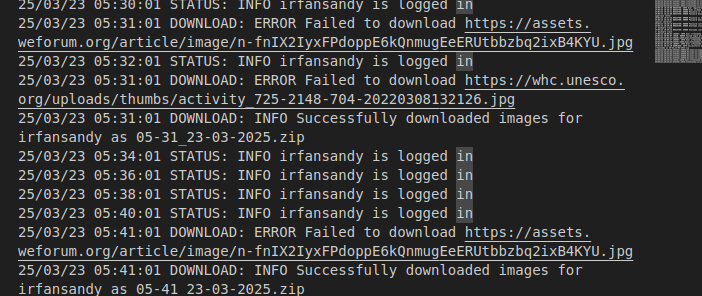 25/03/23 05:30:01 STATUS: INFO irfansandy is logged in
25/03/23 05:31:01 DOWNLOAD: ERROR Failed to download https://assets.
weforum.org/article/image/n-fnIX2IyxFPdoppE6kQnmugEeERUtbbzbq2ixB4KYU.jpg
25/03/23 05:32:01 STATUS: INFO irfansandy is logged in
25/03/23 05:31:01 DOWNLOAD: ERROR Failed to download https://whc.unesco.
org/uploads/thumbs/activity_725-2148-704-20220308132126.jpg
25/03/23 05:31:01 DOWNLOAD: INFO Successfully downloaded images for
irfansandy as 05-31_23-03-2025.zip
25/03/23 05:34:01 STATUS: INFO irfansandy is logged in
25/03/23 05:36:01 STATUS: INFO irfansandy is logged in
25/03/23 05:38:01 STATUS: INFO irfansandy is logged in
25/03/23 05:40:01 STATUS: INFO irfansandy is logged in
25/03/23 05:41:01 DOWNLOAD: ERROR Failed to download https://assets.
weforum.org/article/image/n-fnIX2IyxFPdoppE6kQnmugEeERUtbbzbq2ixB4KYU.jpg
25/03/23 05:41:01 DOWNLOAD: INFO Successfully downloaded images for
irfansandy as 05-41_23-03-2025.zip